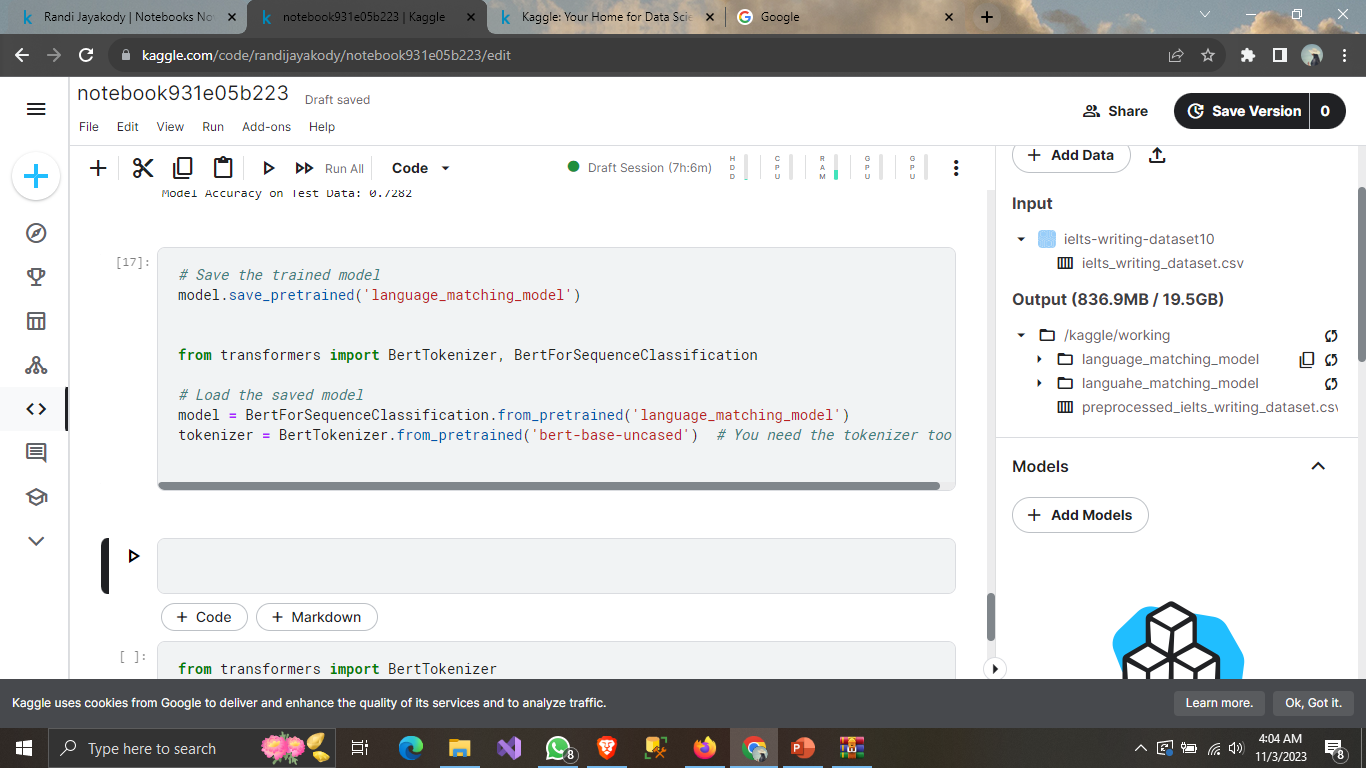 Randi Jayakody | Notebooks No
notebook931e05b223 | Kaggle
Kaggle: Your Home for Data Scie
Google
kaggle.com/code/randijayakody/notebook931e05b223/edit
notebook931e05b223
Draft saved
File Edit View Run Add-ons Help
Share
Save Version 0
Run All
Code
Draft Session (7h:6m)
HDD
CPU
RAM
GPU
GPU
Model Accuracy on Test Data: 0.7282
[17]:
# Save the trained model
model.save_pretrained('language_matching_model')
from transformers import BertTokenizer, BertForSequenceClassification
# Load the saved model
model = BertForSequenceClassification.from_pretrained('language_matching_model')
tokenizer = BertTokenizer.from_pretrained('bert-base-uncased')  # You need the tokenizer too
+ Code
+ Markdown
[ ]:
from transformers import BertTokenizer
+ Add Data
Input
ielts-writing-dataset10
ielts_writing_dataset.csv
Output (836.9MB / 19.5GB)
/kaggle/working
language_matching_model
languahe_matching_model
preprocessed_ielts_writing_dataset.csv
Models
+ Add Models
Kaggle uses cookies from Google to deliver and enhance the quality of its services and to analyze traffic.
Learn more.
Ok, Got it.
Type here to search
8
4:04 AM
11/3/2023
8